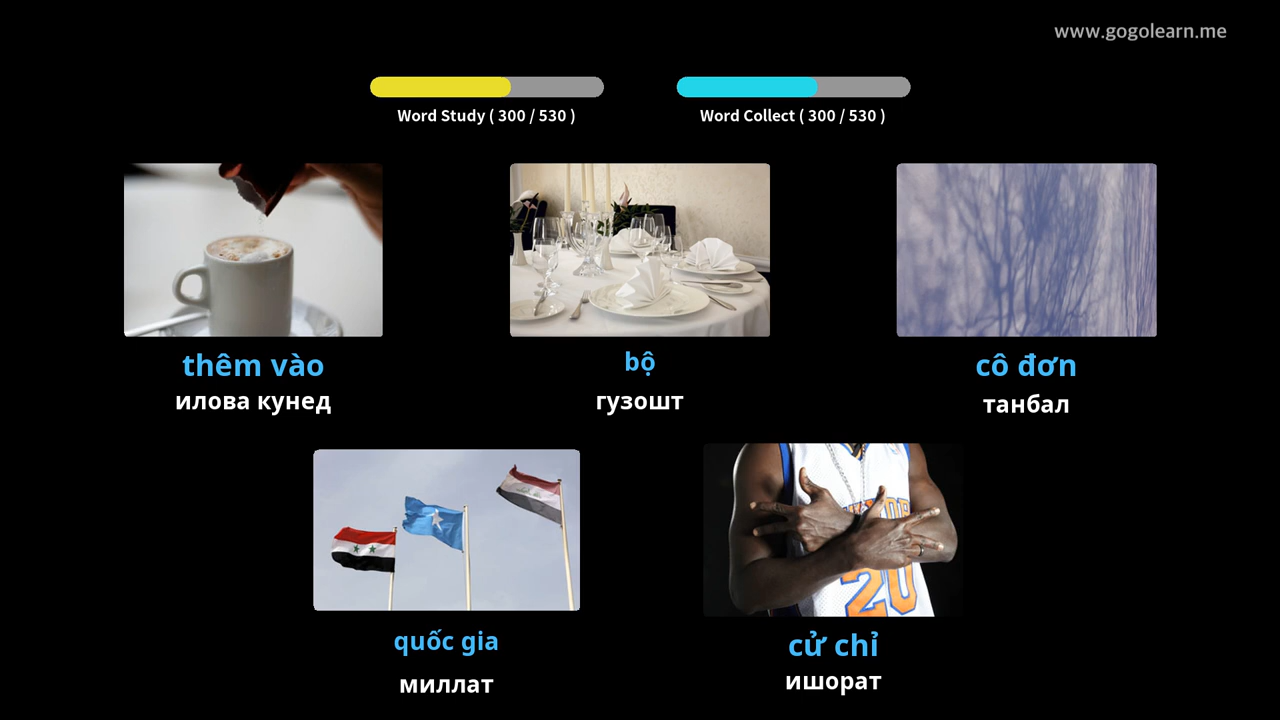 www.gogolearn.me
Word Study ( 300 / 530 )
Word Collect ( 300 / 530 )
thêm vào
илова кунед
bộ
гузошт
cô đơn
танбал
quốc gia
миллат
cử chỉ
ишорат
20